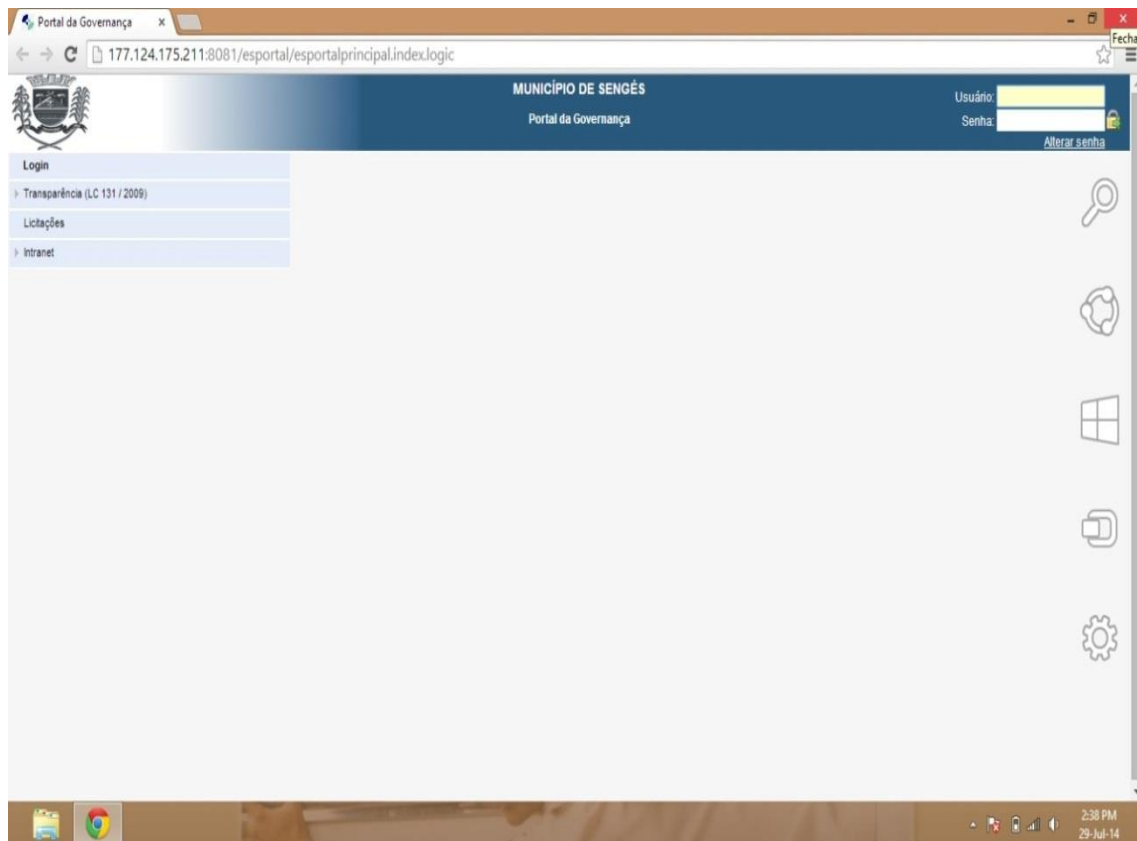 Portal da Governança
Fecha
177.124.175.211:8081/esportal/esportalprincipal.index.logic
MUNICÍPIO DE SENGÉS
Portal da Governança
Usuário:
Senha:
Alterar senha
Login
Transparência (LC 131 / 2009)
Licitações
Intranet
2:38 PM
29-Jul-14